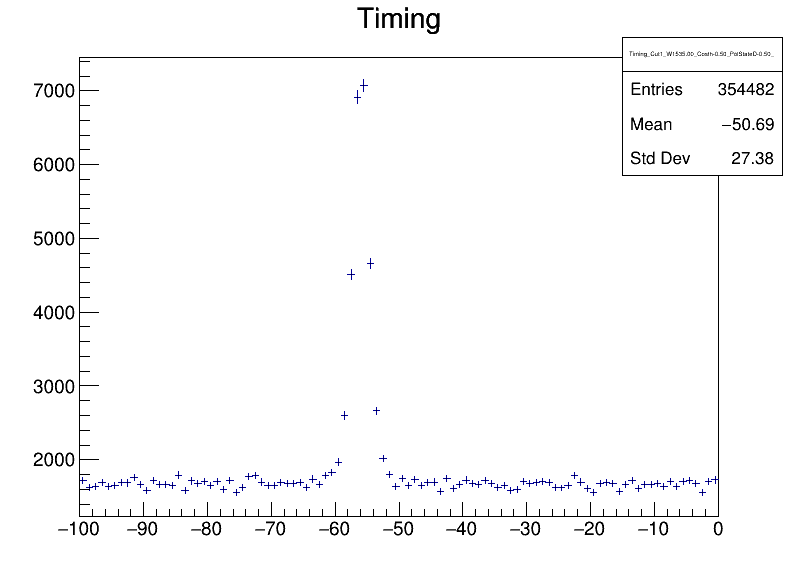 Timing
Timing_Cut1_W1535.00_Costh-0.50_PolStateD-0.50_
Entries 354482
Mean −50.69
Std Dev 27.38
7000
6000
5000
4000
3000
2000
−100 −90 −80 −70 −60 −50 −40 −30 −20 −10 0